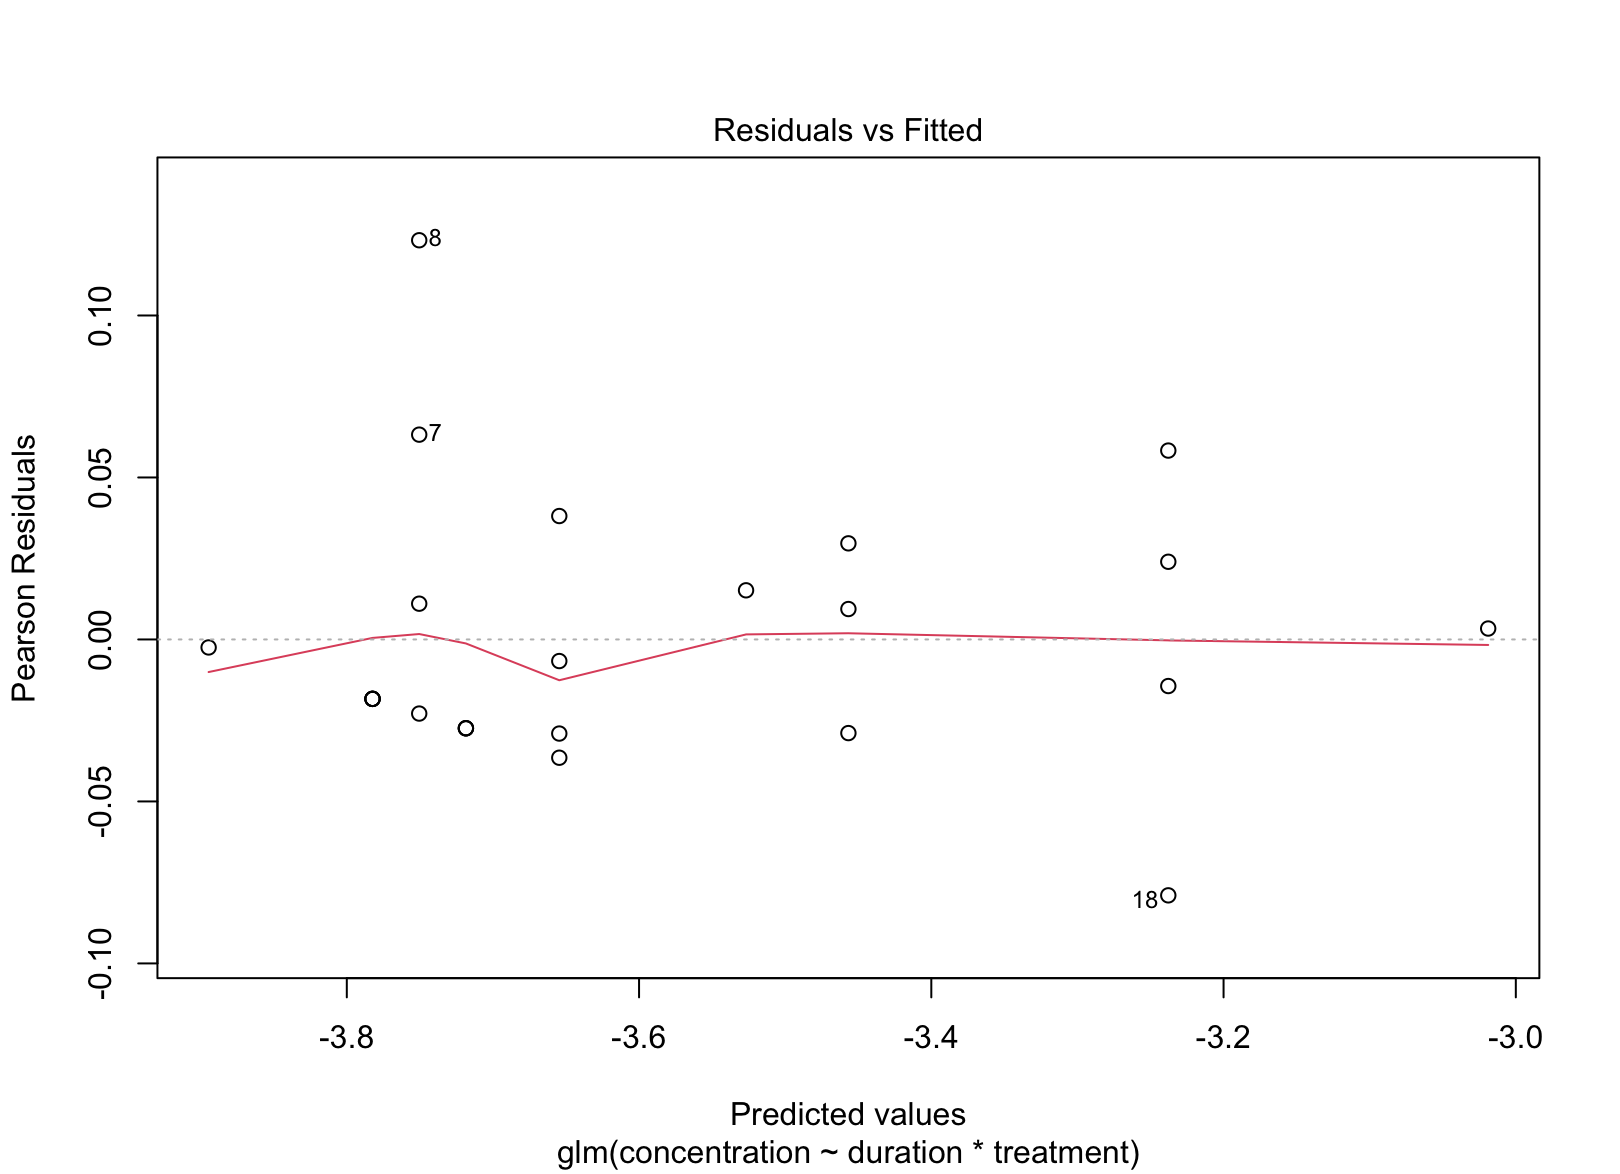 Residuals vs Fitted
Pearson Residuals
0.10
0.05
0.00
-0.05
-0.10
8
7
18
-3.8 -3.6 -3.4 -3.2 -3.0
Predicted values
glm(concentration ~ duration * treatment)